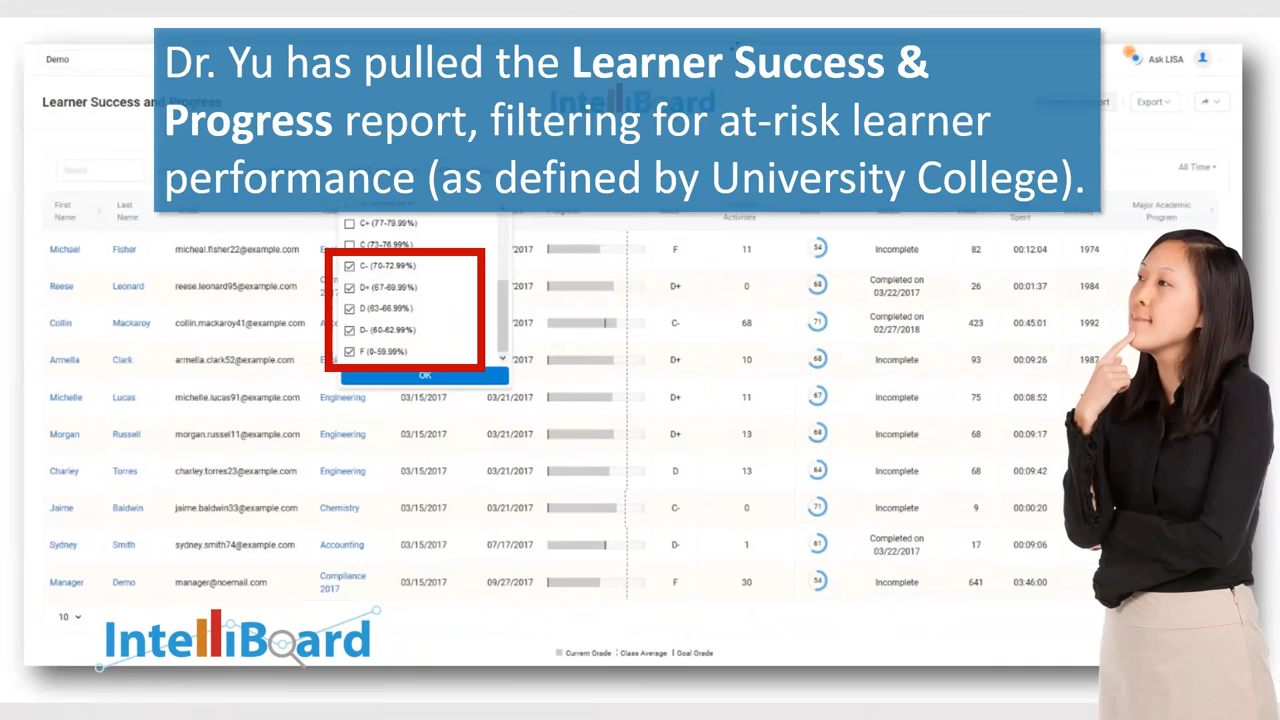 Dr. Yu has pulled the Learner Success &
Progress report, filtering for at-risk learner
performance (as defined by University College).
Demo
Ask LISA
Learner Success and Progress
IntelliBoard
Export
Search
All Time
First Name
Last Name
Activities
Spent
Major Academic Program
C+ (77-79.99%)
C (73-76.99%)
C- (70-72.99%)
D+ (67-69.99%)
D (63-66.99%)
D- (60-62.99%)
F (0-59.99%)
OK
Michael Fisher micheal.fisher22@example.com /2017 F 11 54 Incomplete 82 00:12:04 1974
Reese Leonard reese.leonard95@example.com D+ 0 68 Completed on 03/22/2017 26 00:01:37 1984
Collin Mackaroy collin.mackaroy41@example.com 2017 C- 68 71 Completed on 02/27/2018 423 00:45:01 1992
Armella Clark armella.clark52@example.com 2017 D+ 10 68 Incomplete 93 00:09:26 1987
Michelle Lucas michelle.lucas91@example.com Engineering 03/15/2017 03/21/2017 D+ 11 67 Incomplete 75 00:08:52
Morgan Russell morgan.russel11@example.com Engineering 03/15/2017 03/21/2017 D+ 13 68 Incomplete 68 00:09:17
Charley Torres charley.torres23@example.com Engineering 03/15/2017 03/21/2017 D 13 64 Incomplete 68 00:09:42
Jaime Baldwin jaime.baldwin33@example.com Chemistry 03/15/2017 03/21/2017 C- 0 71 Incomplete 9 00:00:20
Sydney Smith sydney.smith74@example.com Accounting 03/15/2017 07/17/2017 D- 1 61 Completed on 03/22/2017 17 00:09:06
Manager Demo manager@noemail.com Compliance 2017 03/15/2017 09/27/2017 F 30 54 Incomplete 641 03:46:00
10
IntelliBoard
Current Grade Class Average Goal Grade